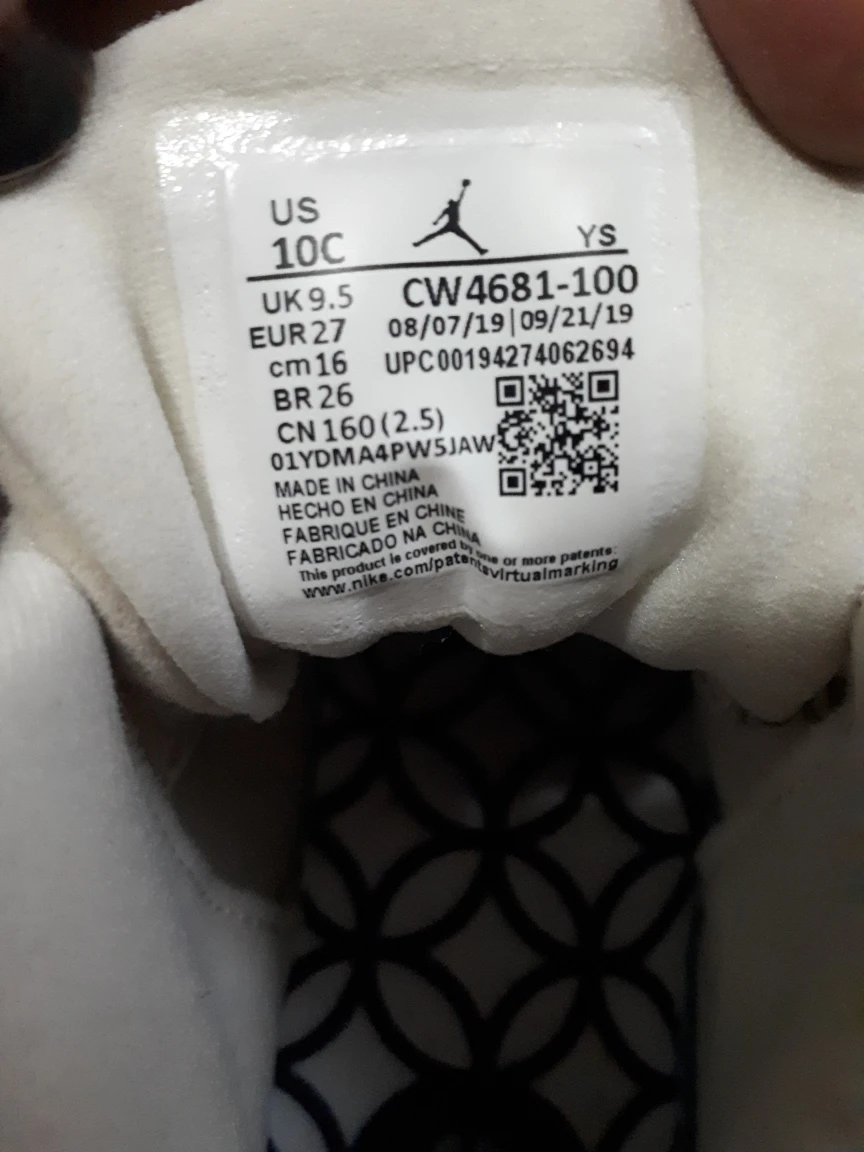 US
10C
YS
UK 9.5
CW4681-100
EUR 27
08/07/19|09/21/19
cm 16
UPC00194274062694
BR 26
CN 160 (2.5)
01YDMA4PW5JAW
MADE IN CHINA
HECHO EN CHINA
FABRIQUE EN CHINE
FABRICADO NA CHINA
This product is covered by one or more patents:
www.nike.com/patentsvirtualmarking